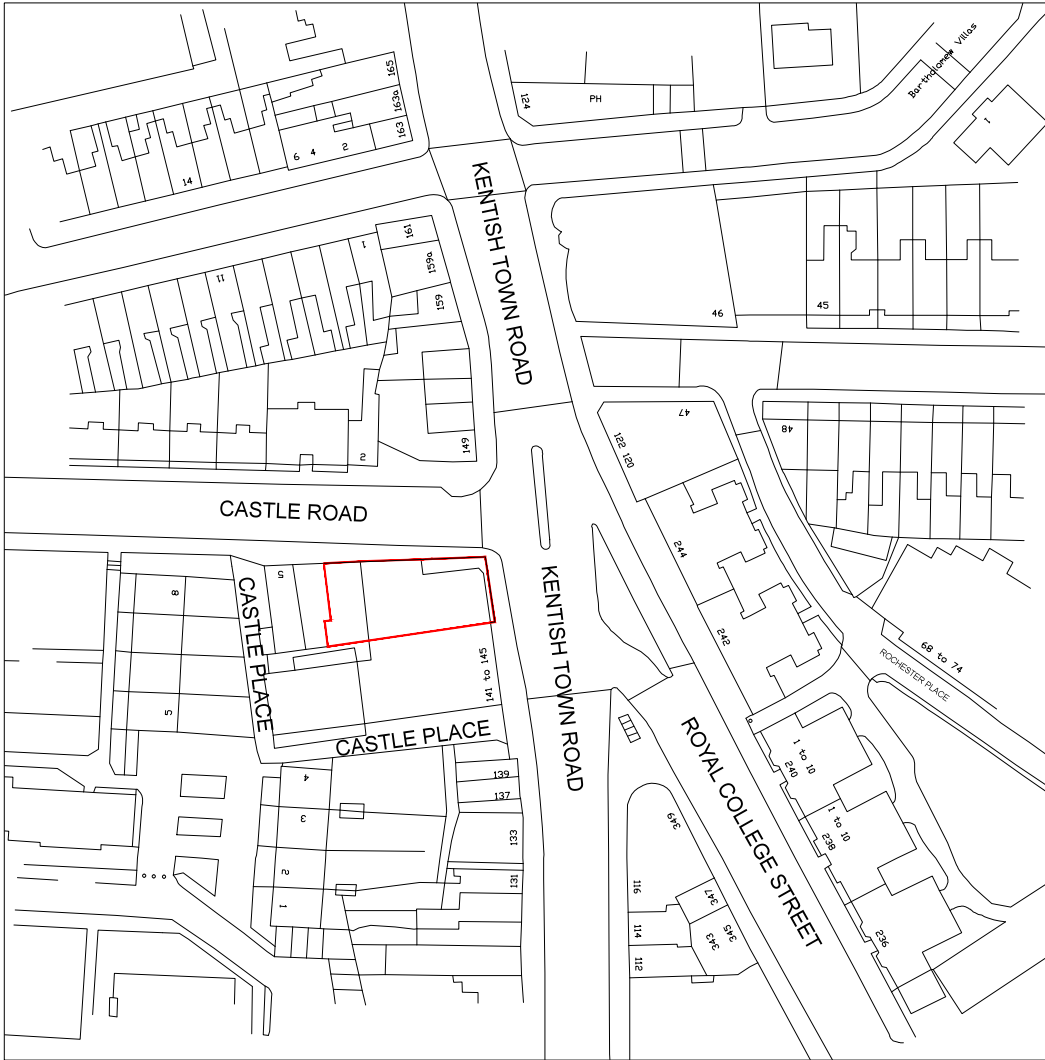 165
163a
163
124
PH
Bartholomew Villas
1
6
4
2
14
KENTISH TOWN ROAD
161
159a
159
1
11
46
45
47
48
122
120
149
2
CASTLE ROAD
244
242
5
8
5
CASTLE PLACE
KENTISH TOWN ROAD
141 to 145
CASTLE PLACE
68 to 74
ROCHESTER PLACE
ROYAL COLLEGE STREET
1 to 10
240
1 to 10
238
236
4
3
2
1
139
137
133
131
349
347
345
343
116
114
112